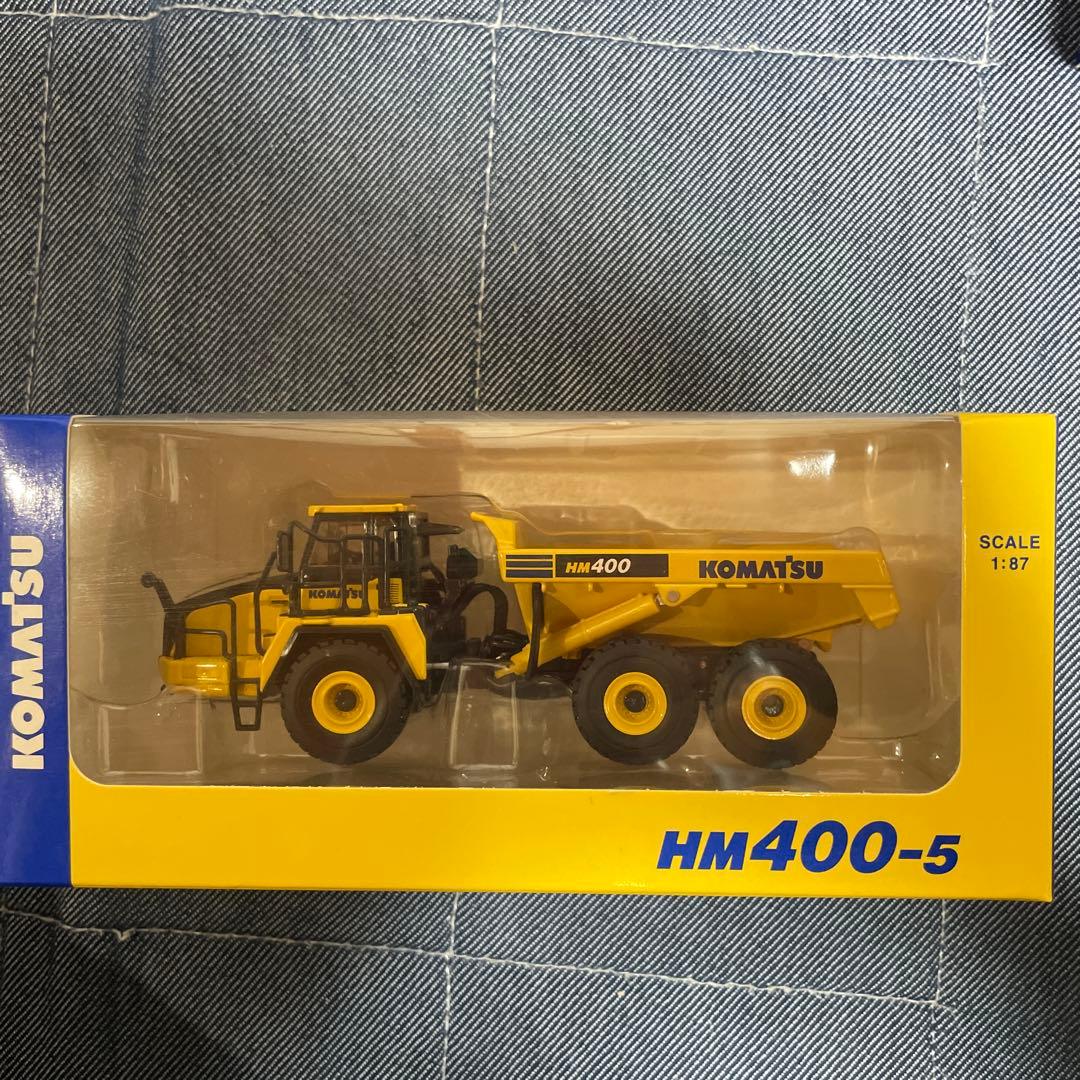 KOMATSU
SCALE
1:87
HM400
KOMATSU
KOMATSU
HM400-5